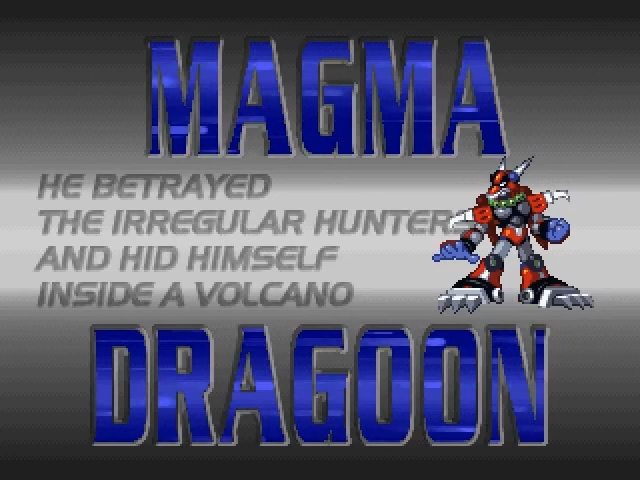 MAGMA
HE BETRAYED
THE IRREGULAR HUNTERS
AND HID HIMSELF
INSIDE A VOLCANO
DRAGOON